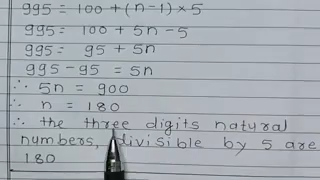 995 = 100 + (n-1) × 5
995 = 100 + 5n - 5
995 = 95 + 5n
995 - 95 = 5n
∴ 5n = 900
∴ n = 180
∴ the three digits natural
numbers, divisible by 5 are
180